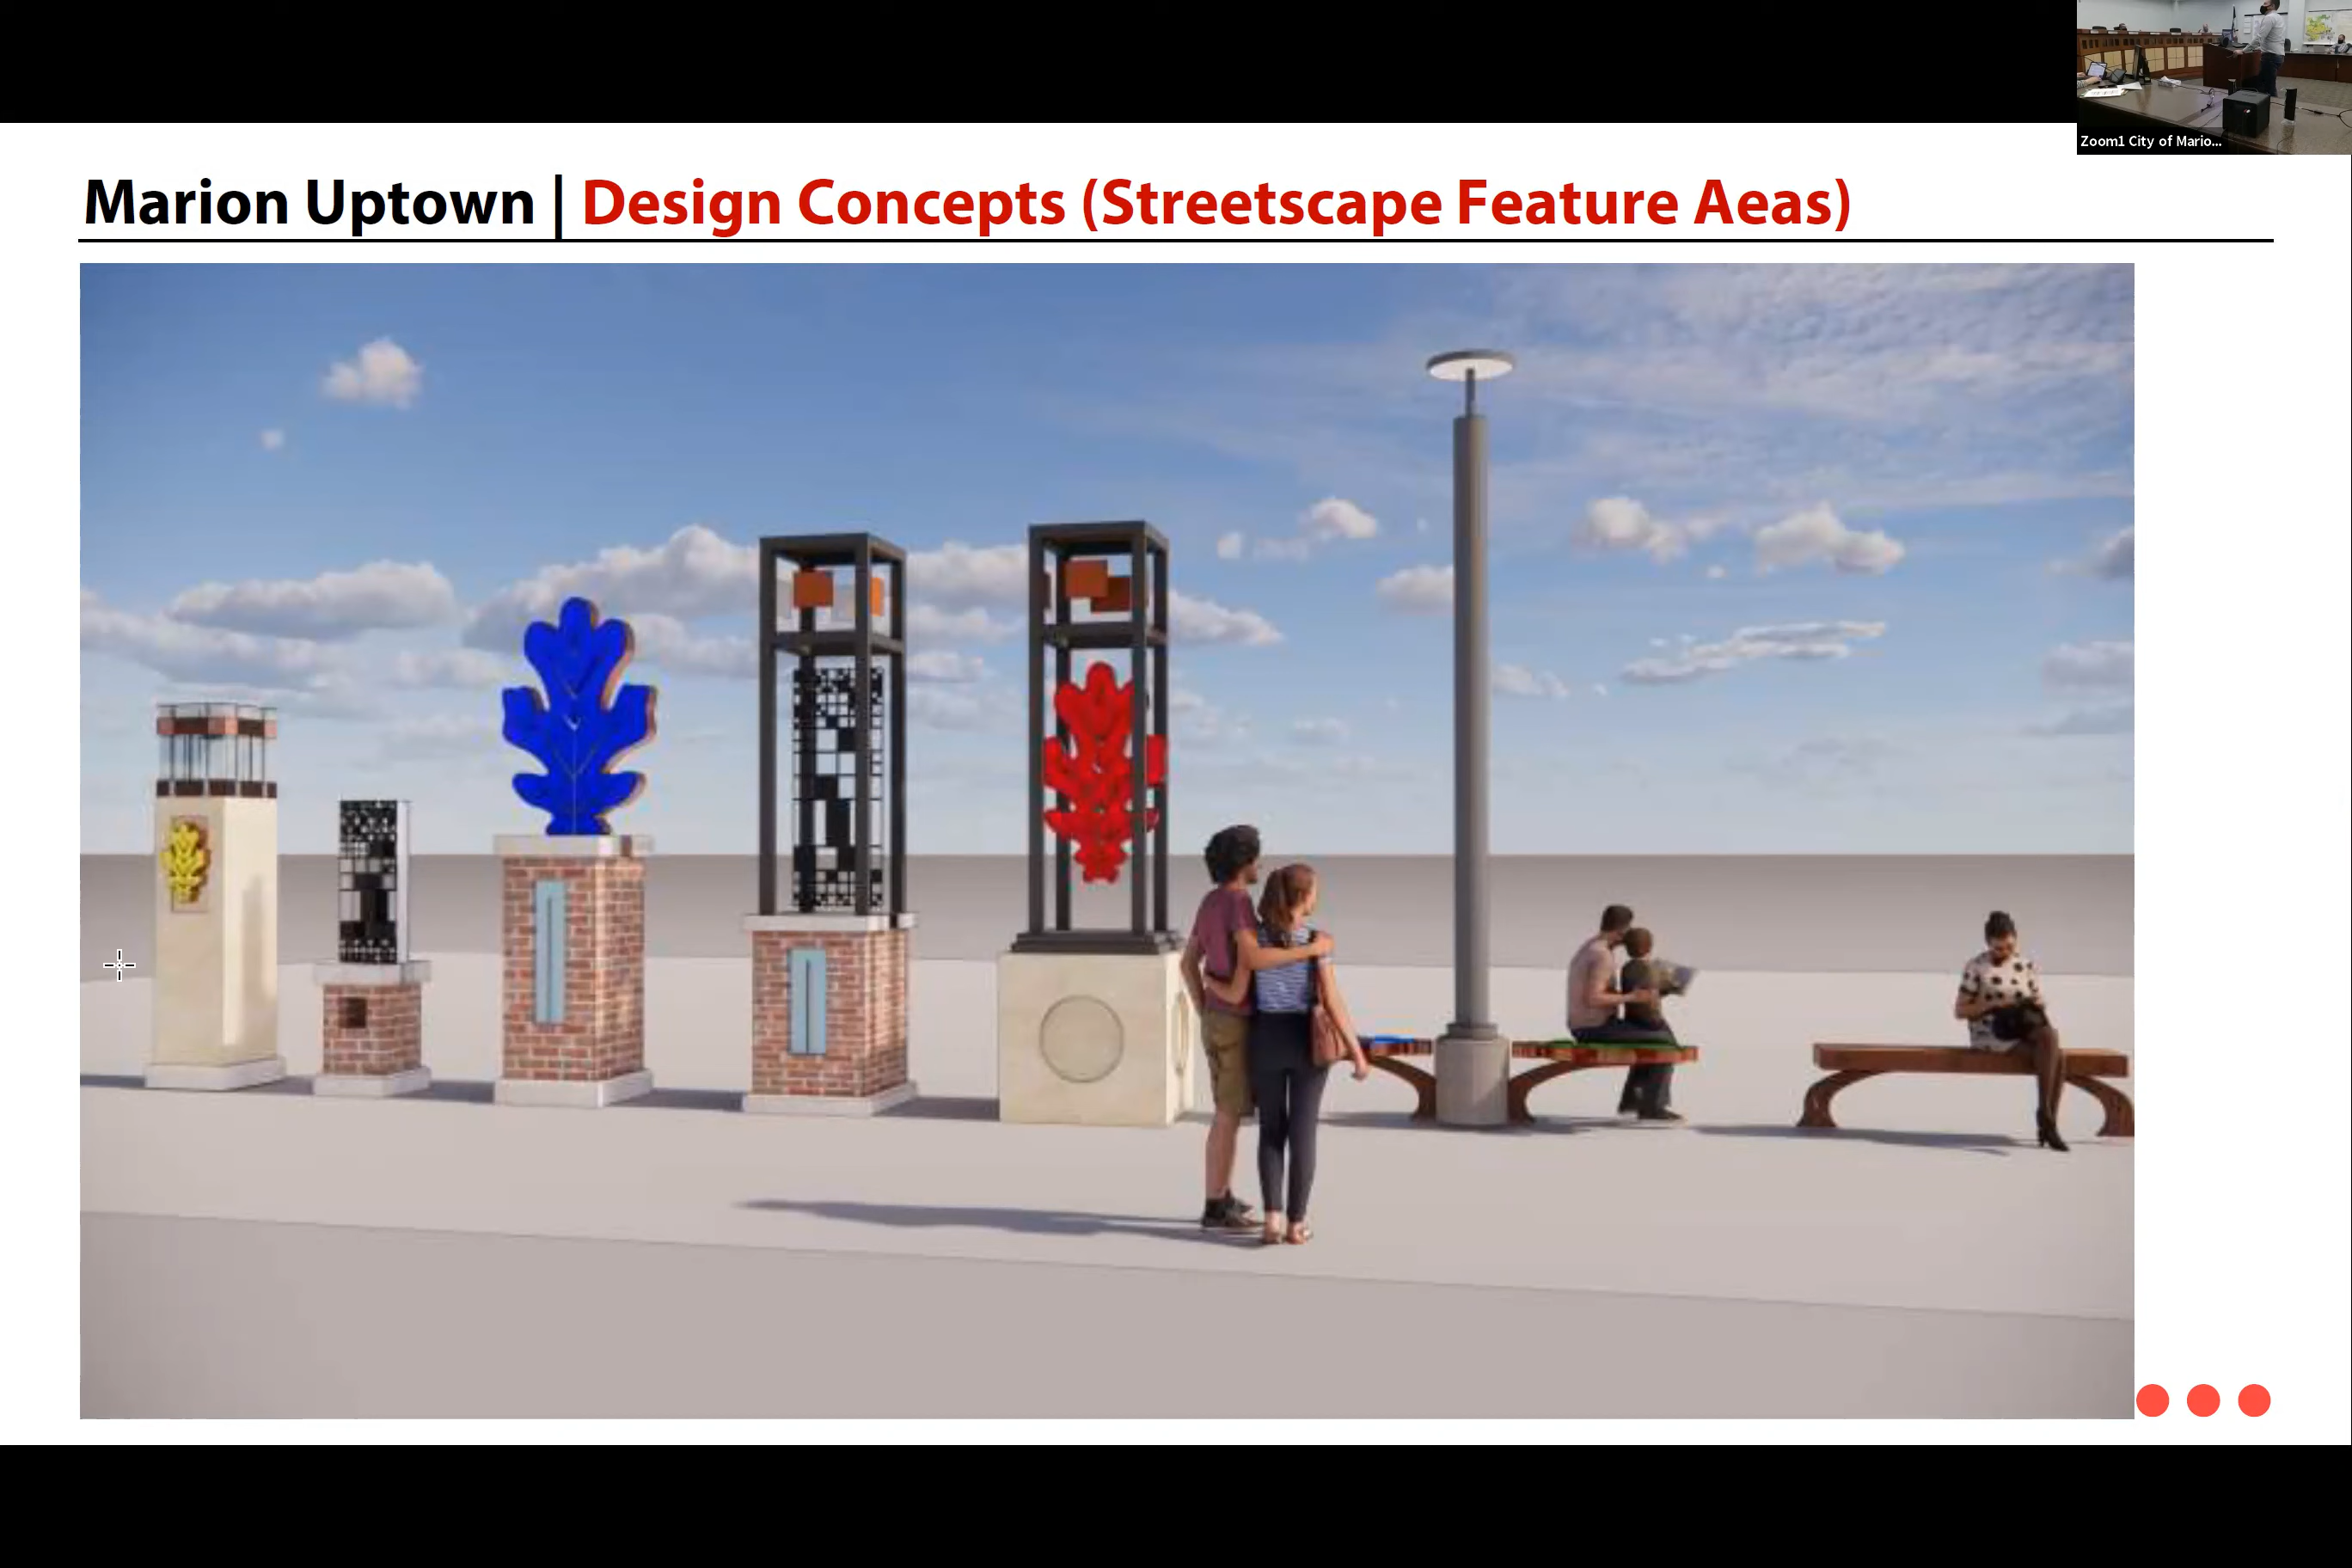 Zoom1 City of Mario...
Marion Uptown | Design Concepts (Streetscape Feature Aeas)